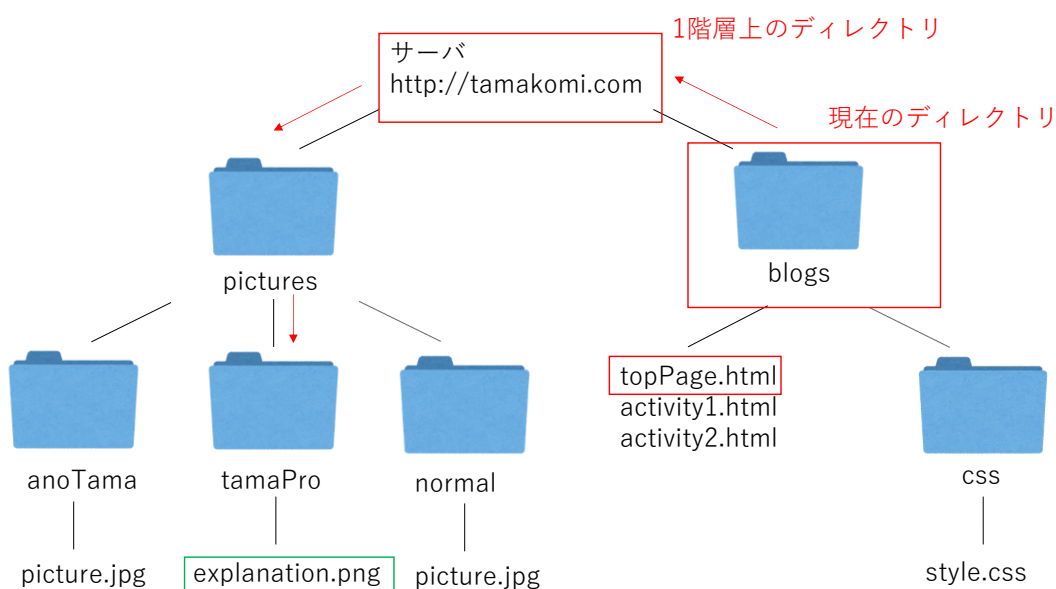 1階層上のディレクトリ
サーバ
http://tamakomi.com
現在のディレクトリ
pictures
blogs
topPage.html
activity1.html
activity2.html
anoTama
tamaPro
normal
css
picture.jpg
explanation.png
picture.jpg
style.css